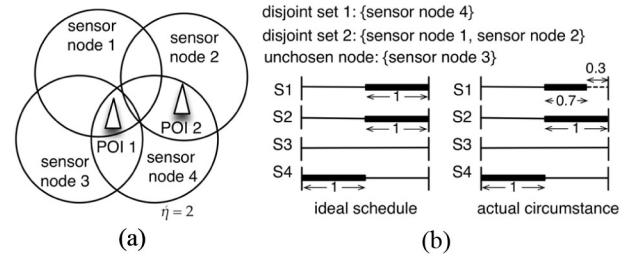 sensor
node 1
sensor
node 2
POI 1
POI 2
sensor
node 3
sensor
node 4
ή = 2
(a)
disjoint set 1: {sensor node 4}
disjoint set 2: {sensor node 1, sensor node 2}
unchosen node: {sensor node 3}
S1
1
S2
1
S3
S4
1
ideal schedule
S1
0.3
0.7
S2
1
S3
S4
1
actual circumstance
(b)